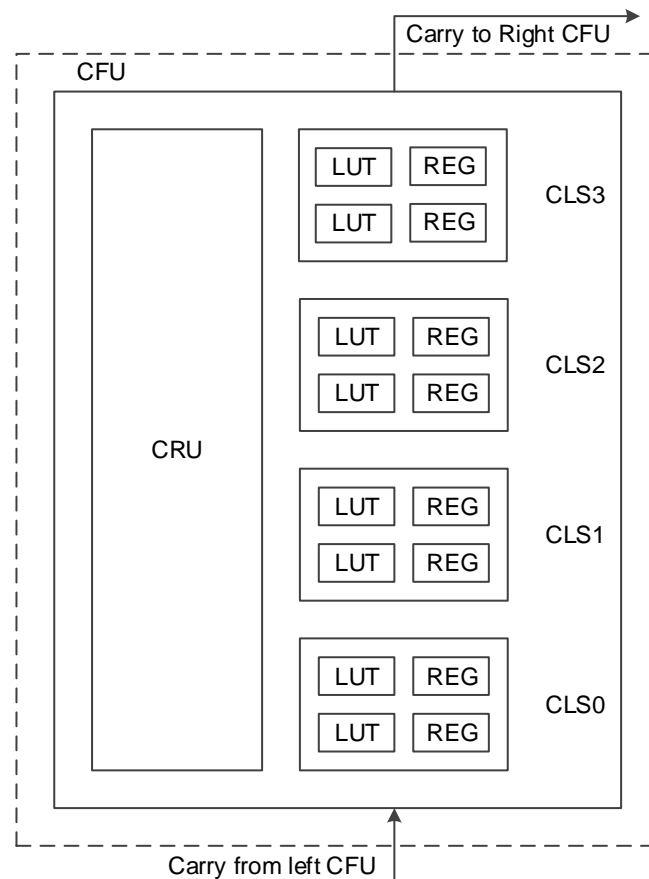 Carry to Right CFU
CFU
LUT REG
CLS3
LUT REG
LUT REG
CLS2
LUT REG
CRU
LUT REG
CLS1
LUT REG
LUT REG
CLS0
LUT REG
Carry from left CFU